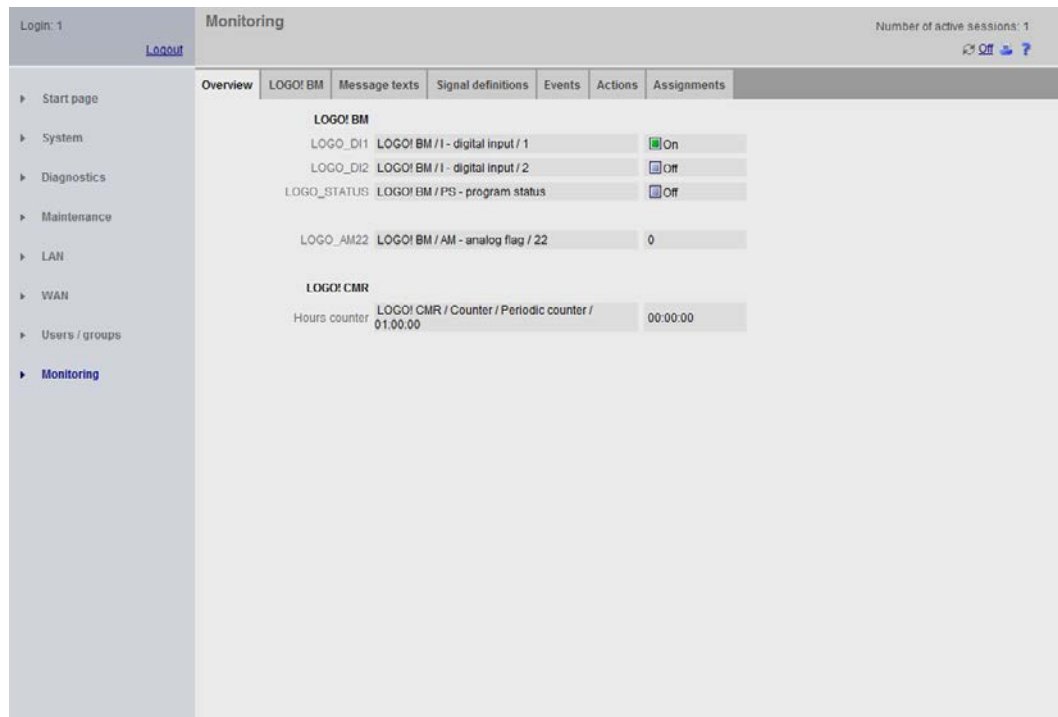 Login: 1
Logout
Monitoring
Number of active sessions: 1
Off ?
Start page
System
Diagnostics
Maintenance
LAN
WAN
Users / groups
Monitoring
Overview LOGO! BM Message texts Signal definitions Events Actions Assignments
LOGO! BM
LOGO_DI1 LOGO! BM / I - digital input / 1 On
LOGO_DI2 LOGO! BM / I - digital input / 2 Off
LOGO_STATUS LOGO! BM / PS - program status Off
LOGO_AM22 LOGO! BM / AM - analog flag / 22 0
LOGO! CMR
Hours counter LOGO! CMR / Counter / Periodic counter /
01:00:00 00:00:00